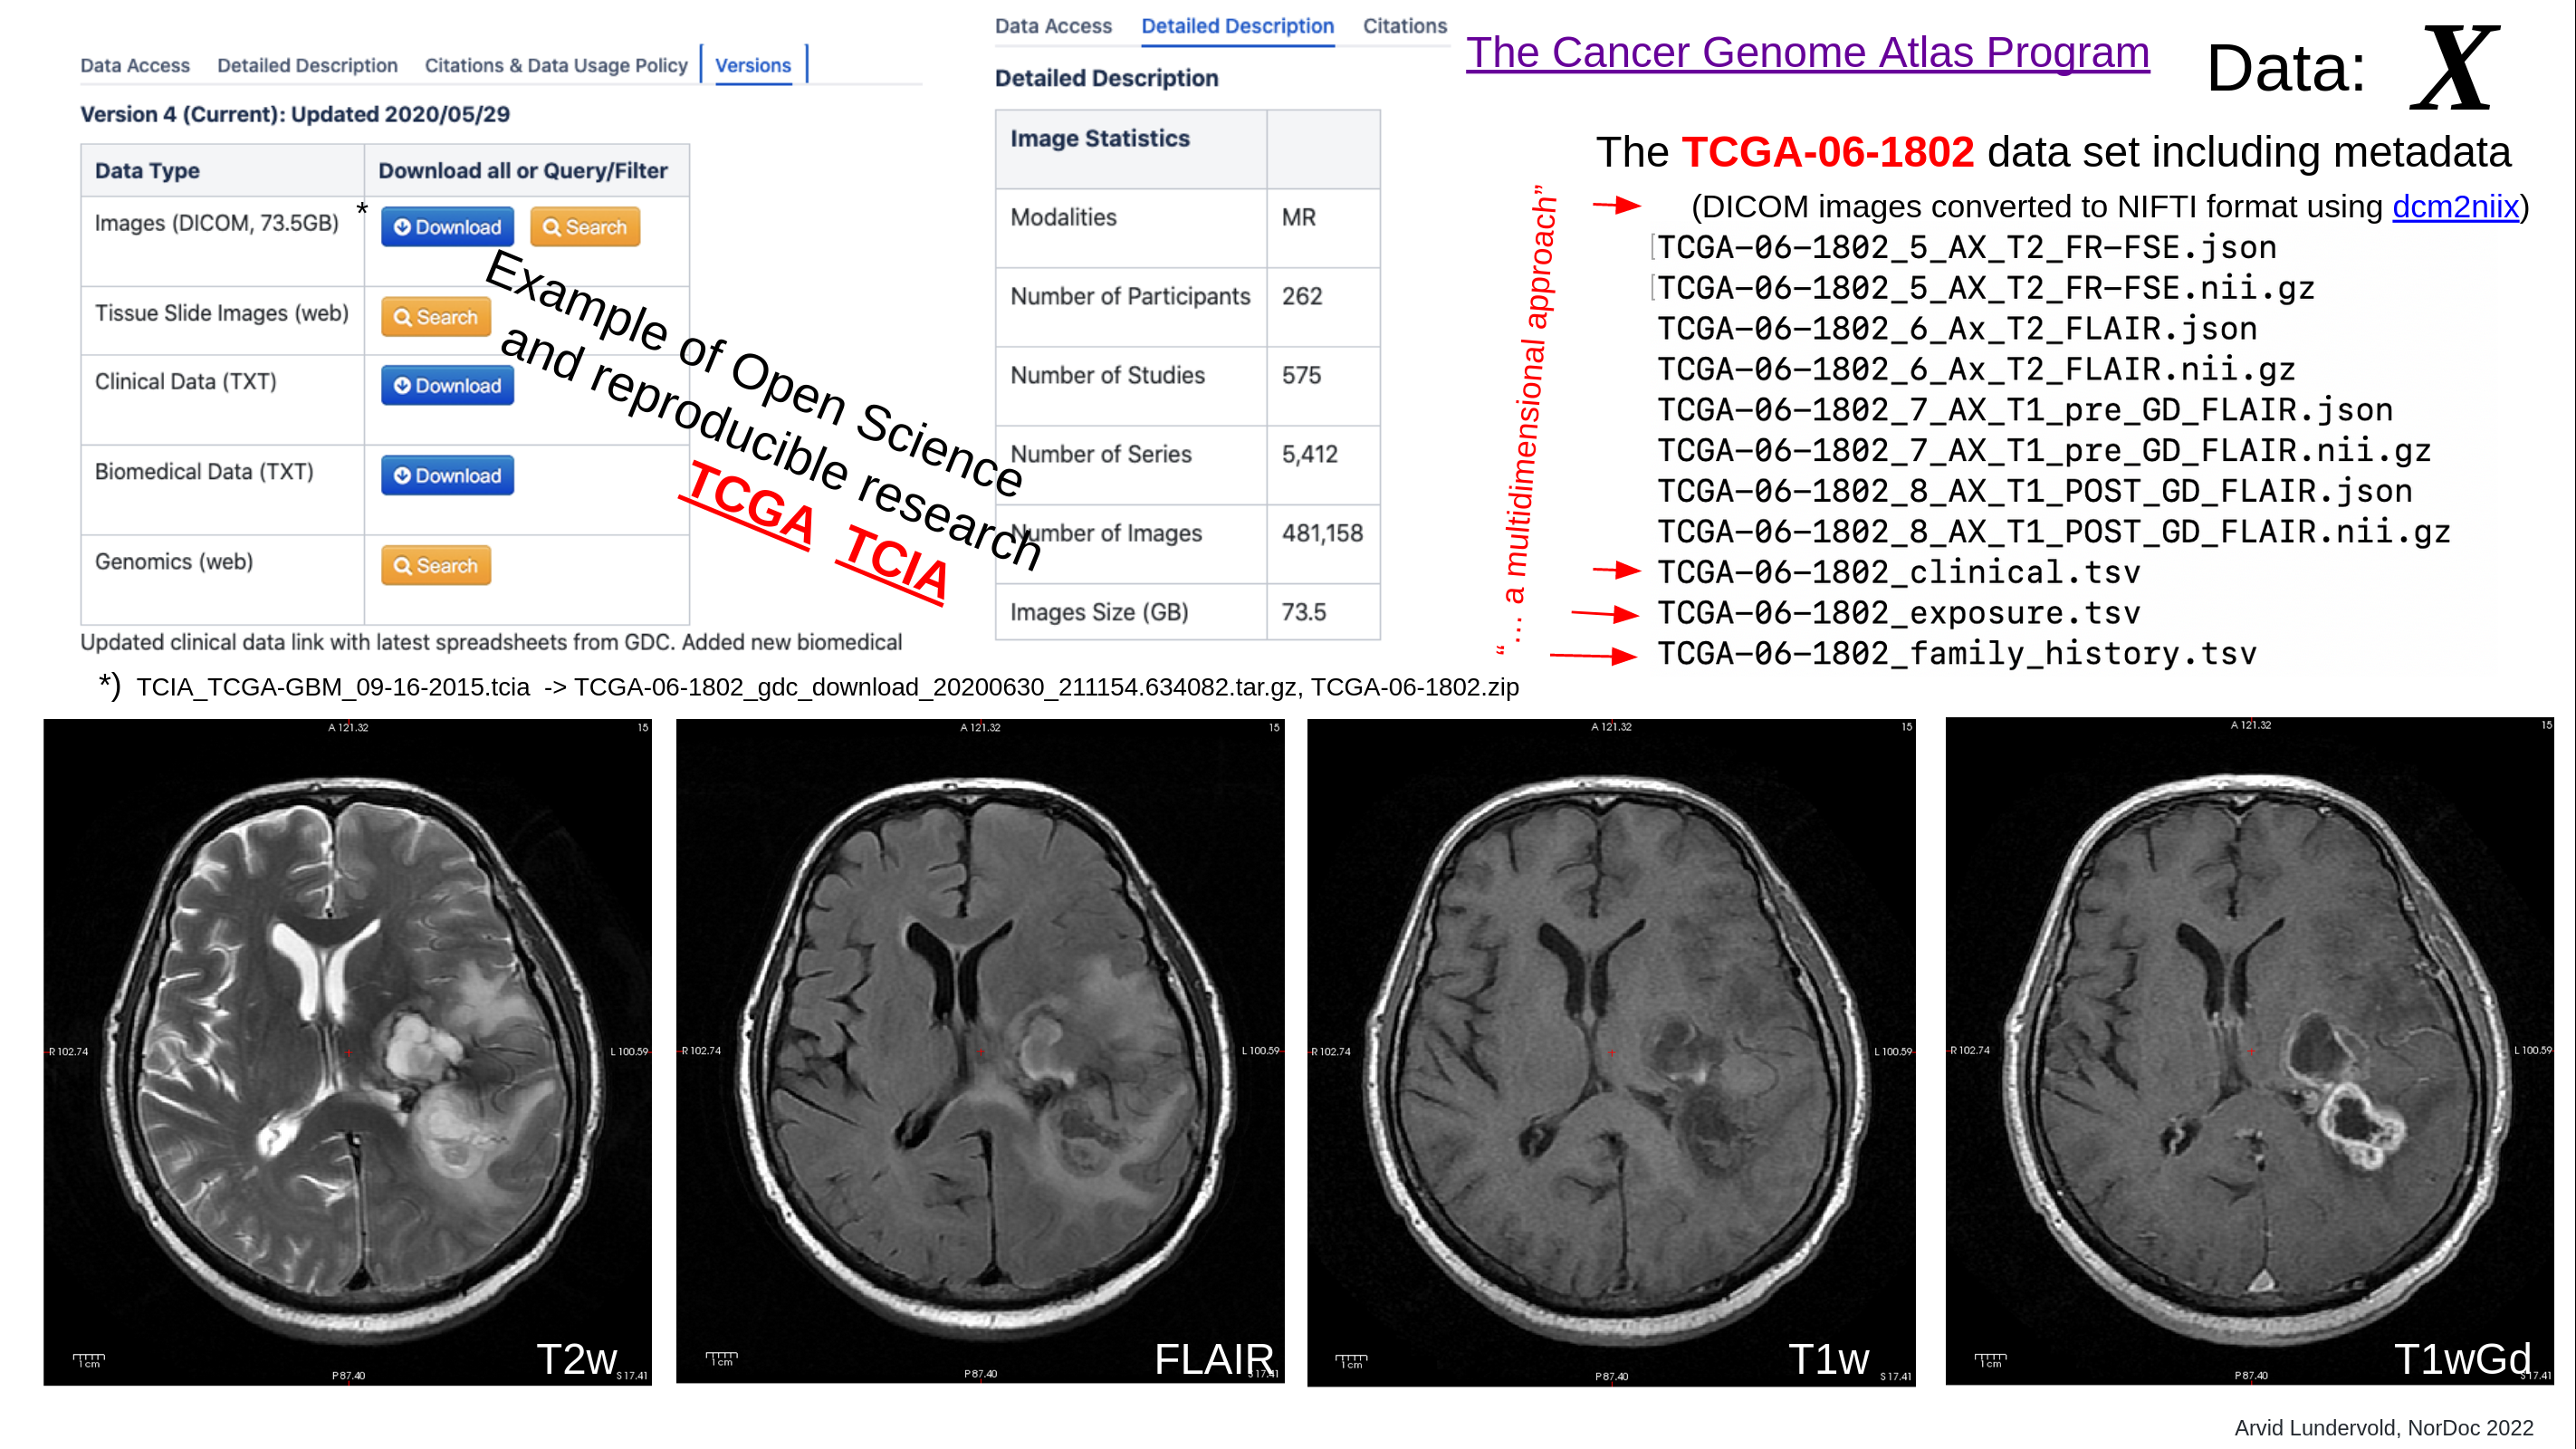 Data Access Detailed Description Citations & Data Usage Policy Versions
Version 4 (Current): Updated 2020/05/29
Data Type Download all or Query/Filter
Images (DICOM, 73.5GB) * Download Search
Tissue Slide Images (web) Search
Clinical Data (TXT) Download
Biomedical Data (TXT) Download
Genomics (web) Search
Updated clinical data link with latest spreadsheets from GDC. Added new biomedical
*) TCIA_TCGA-GBM_09-16-2015.tcia -> TCGA-06-1802_gdc_download_20200630_211154.634082.tar.gz, TCGA-06-1802.zip
Example of Open Science
and reproducible research
TCGA TCIA
Data Access Detailed Description Citations
Detailed Description
Image Statistics
Modalities MR
Number of Participants 262
Number of Studies 575
Number of Series 5,412
Number of Images 481,158
Images Size (GB) 73.5
The Cancer Genome Atlas Program
Data: X
The TCGA-06-1802 data set including metadata
(DICOM images converted to NIFTI format using dcm2niix)
“… a multidimensional approach”
TCGA-06-1802_5_AX_T2_FR-FSE.json
TCGA-06-1802_5_AX_T2_FR-FSE.nii.gz
TCGA-06-1802_6_Ax_T2_FLAIR.json
TCGA-06-1802_6_Ax_T2_FLAIR.nii.gz
TCGA-06-1802_7_AX_T1_pre_GD_FLAIR.json
TCGA-06-1802_7_AX_T1_pre_GD_FLAIR.nii.gz
TCGA-06-1802_8_AX_T1_POST_GD_FLAIR.json
TCGA-06-1802_8_AX_T1_POST_GD_FLAIR.nii.gz
TCGA-06-1802_clinical.tsv
TCGA-06-1802_exposure.tsv
TCGA-06-1802_family_history.tsv
A 121.32 15
R 102.74 L 100.59
1 cm T2w
P 87.40 S 17.41
A 121.32 15
R 102.74 L 100.59
1 cm FLAIR
P 87.40 S 17.41
A 121.32 15
R 102.74 L 100.59
1 cm T1w
P 87.40 S 17.41
A 121.32 15
R 102.74 L 100.59
1 cm T1wGd
P 87.40 S 17.41
Arvid Lundervold, NorDoc 2022